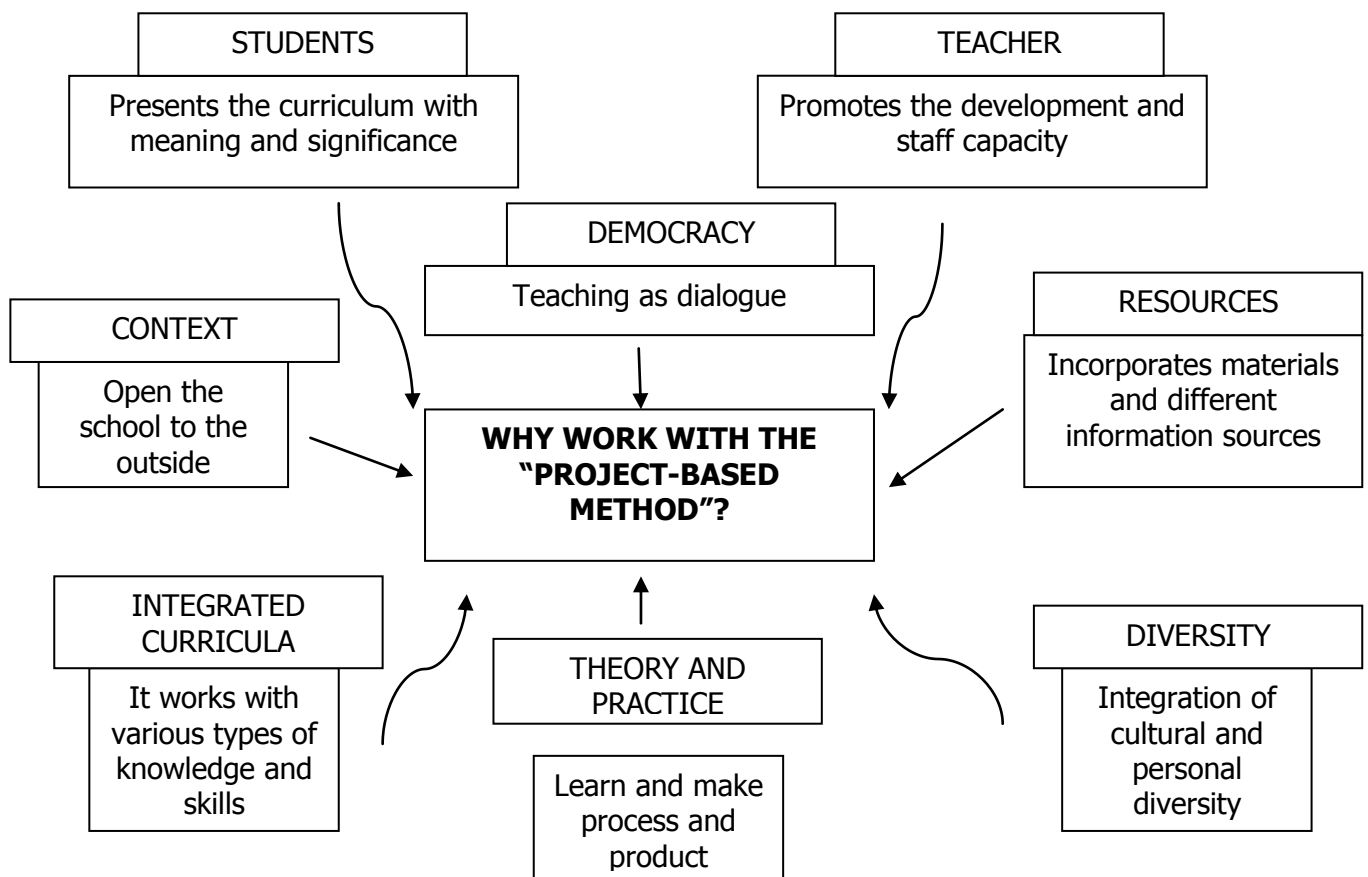 STUDENTS
Presents the curriculum with
meaning and significance
TEACHER
Promotes the development and
staff capacity
DEMOCRACY
Teaching as dialogue
CONTEXT
Open the
school to the
outside
RESOURCES
Incorporates materials
and different
information sources
WHY WORK WITH THE
“PROJECT-BASED
METHOD”?
INTEGRATED
CURRICULA
It works with
various types of
knowledge and
skills
THEORY AND
PRACTICE
Learn and make
process and
product
DIVERSITY
Integration of
cultural and
personal
diversity